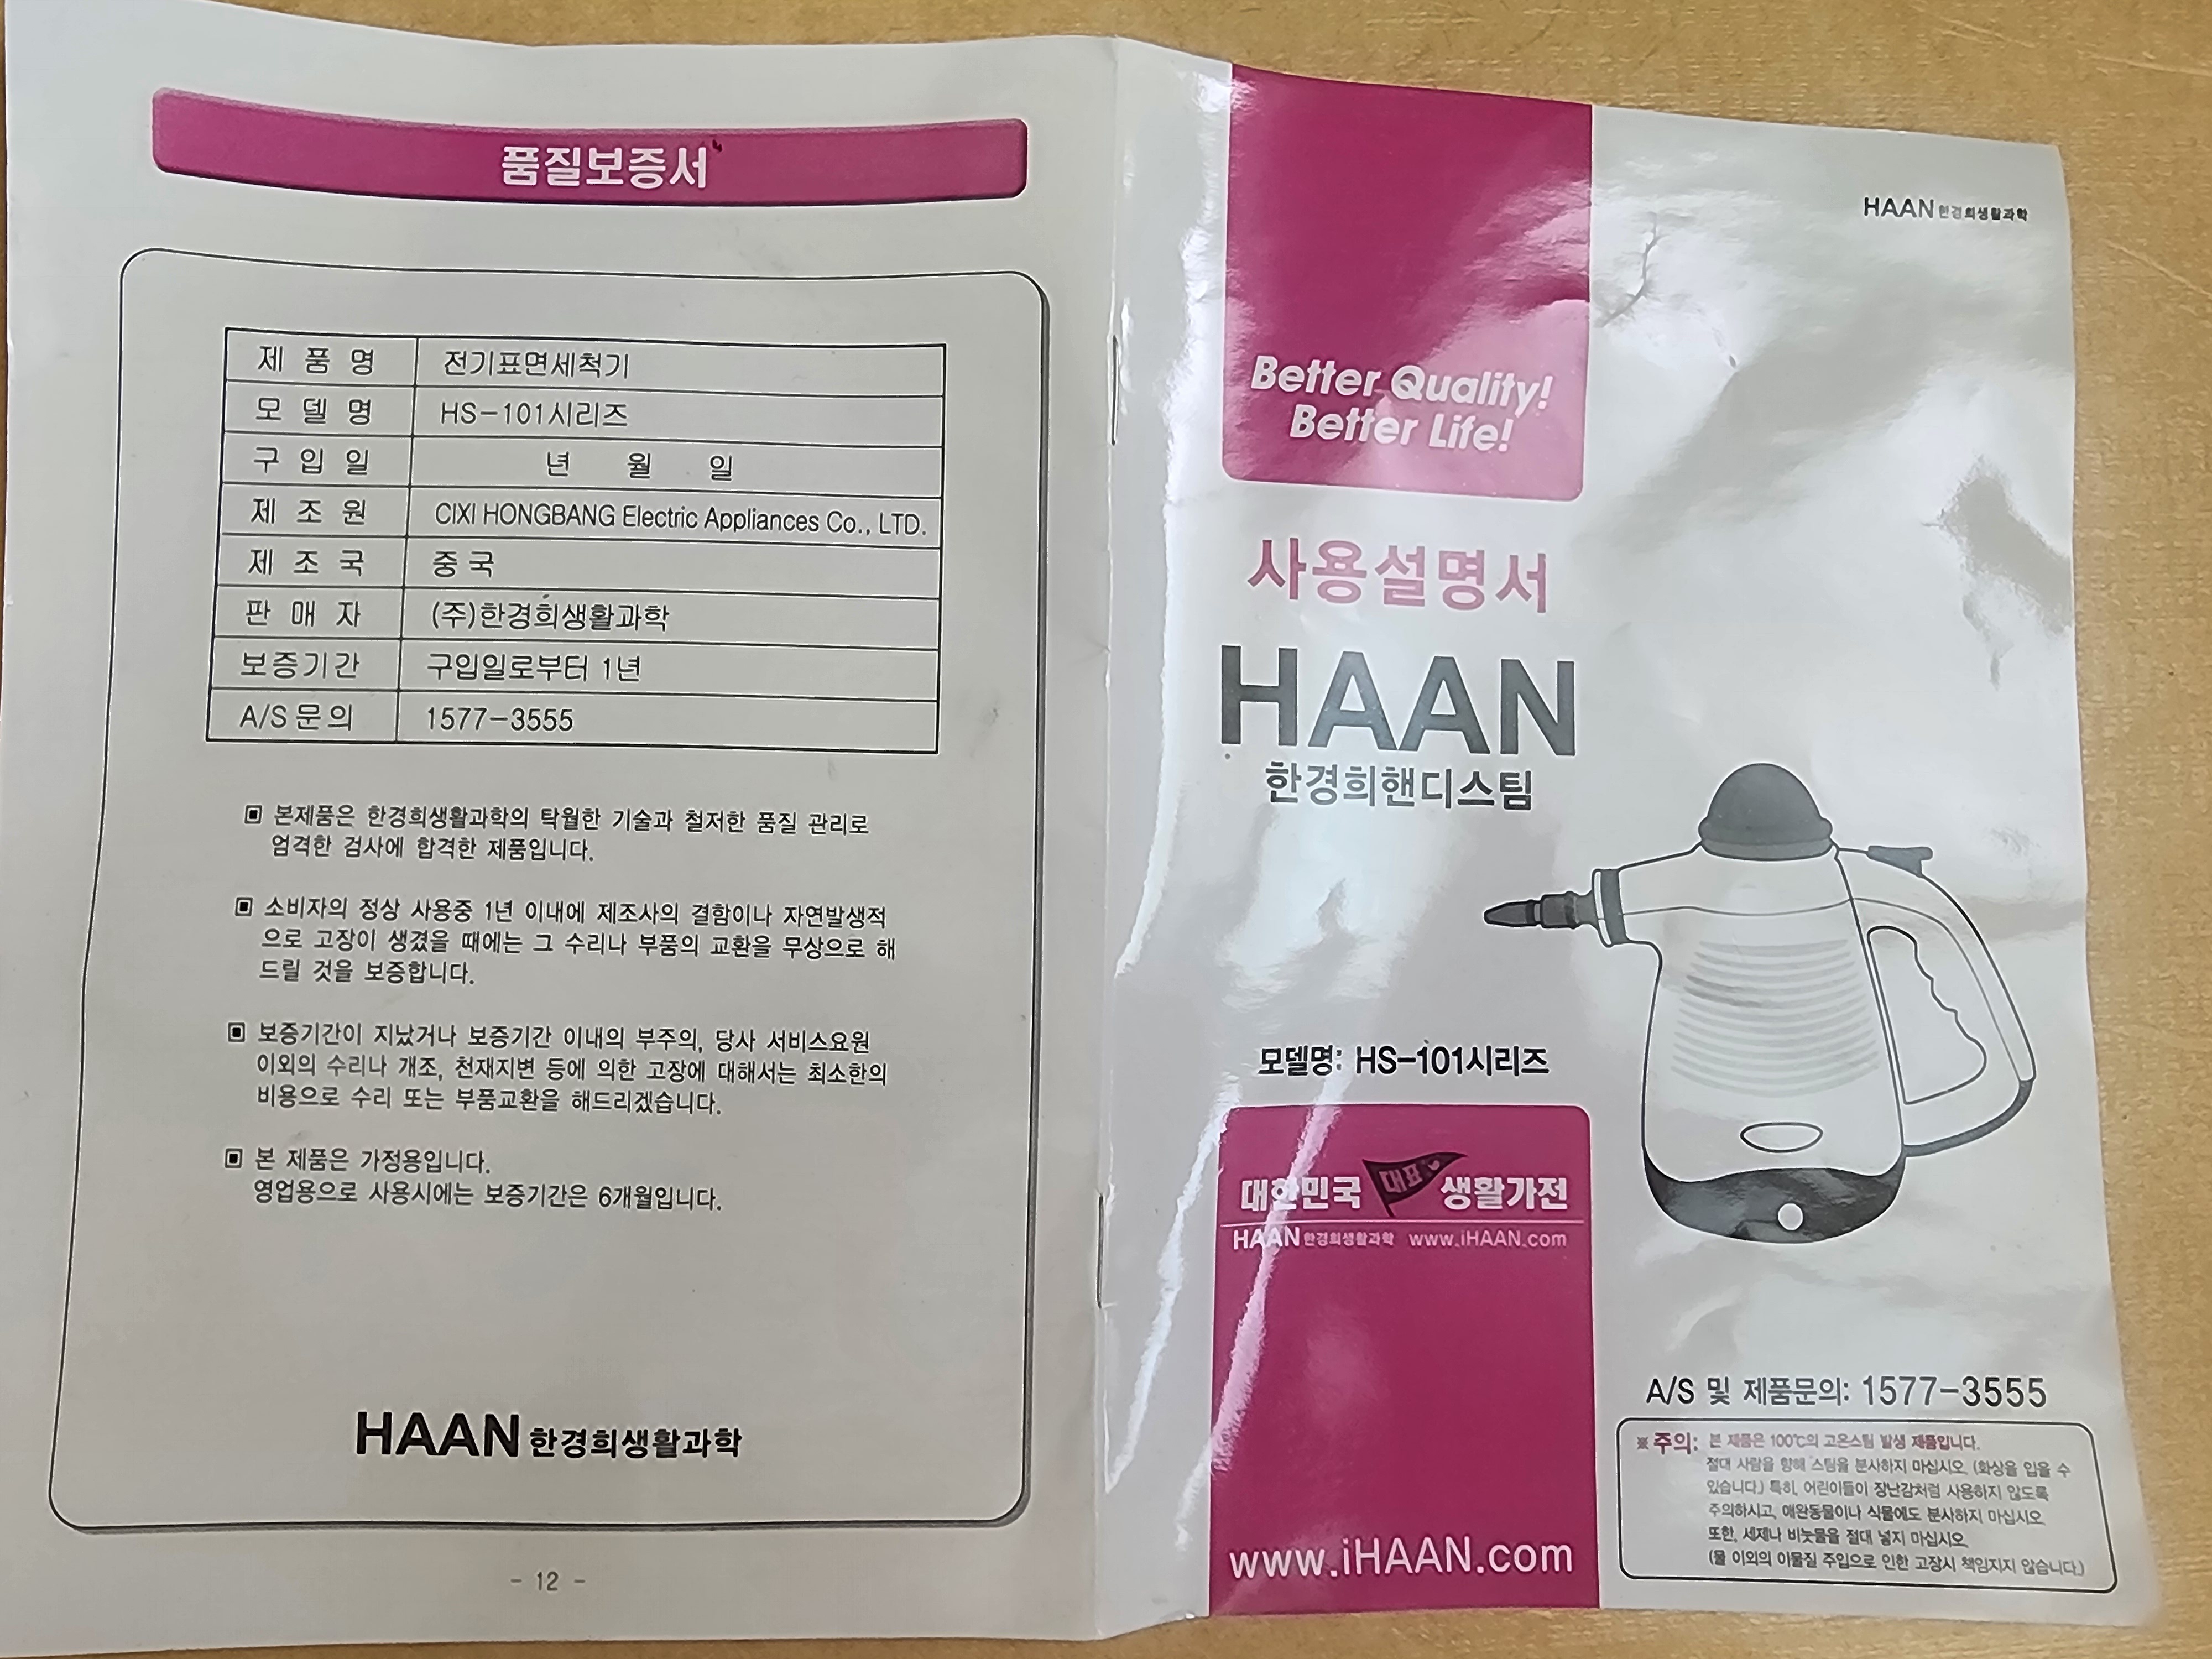 품질보증서
제 품 명 전기표면세척기
모 델 명 HS-101시리즈
구 입 일 년 월 일
제 조 원 CIXI HONGBANG Electric Appliances Co., LTD.
제 조 국 중 국
판 매 자 (주)한경희생활과학
보증기간 구입일로부터 1년
A/S문의 1577-3555
▣ 본제품은 한경희생활과학의 탁월한 기술과 철저한 품질 관리로
엄격한 검사에 합격한 제품입니다.
▣ 소비자의 정상 사용중 1년 이내에 제조사의 결함이나 자연발생적
으로 고장이 생겼을 때에는 그 수리나 부품의 교환을 무상으로 해
드릴 것을 보증합니다.
▣ 보증기간이 지났거나 보증기간 이내의 부주의, 당사 서비스요원
이외의 수리나 개조, 천재지변 등에 의한 고장에 대해서는 최소한의
비용으로 수리 또는 부품교환을 해드리겠습니다.
▣ 본 제품은 가정용입니다.
영업용으로 사용시에는 보증기간은 6개월입니다.
HAAN 한경희생활과학
- 12 -
HAAN 한경희생활과학
Better Quality!
Better Life!
사용설명서
HAAN
한경희핸디스팀
모델명: HS-101시리즈
대한민국 대표 생활가전
HAAN 한경희생활과학 www.iHAAN.com
www.iHAAN.com
A/S 및 제품문의: 1577-3555
※ 주의: 본 제품은 100℃의 고온스팀 발생 제품입니다.
절대 사람을 향해 스팀을 분사하지 마십시오. (화상을 입을 수
있습니다.) 특히, 어린이들이 장난감처럼 사용하지 않도록
주의하시고, 애완동물이나 식물에도 분사하지 마십시오.
또한, 세제나 비눗물을 절대 넣지 마십시오.
(물 이외의 이물질 주입으로 인한 고장시 책임지지 않습니다.)